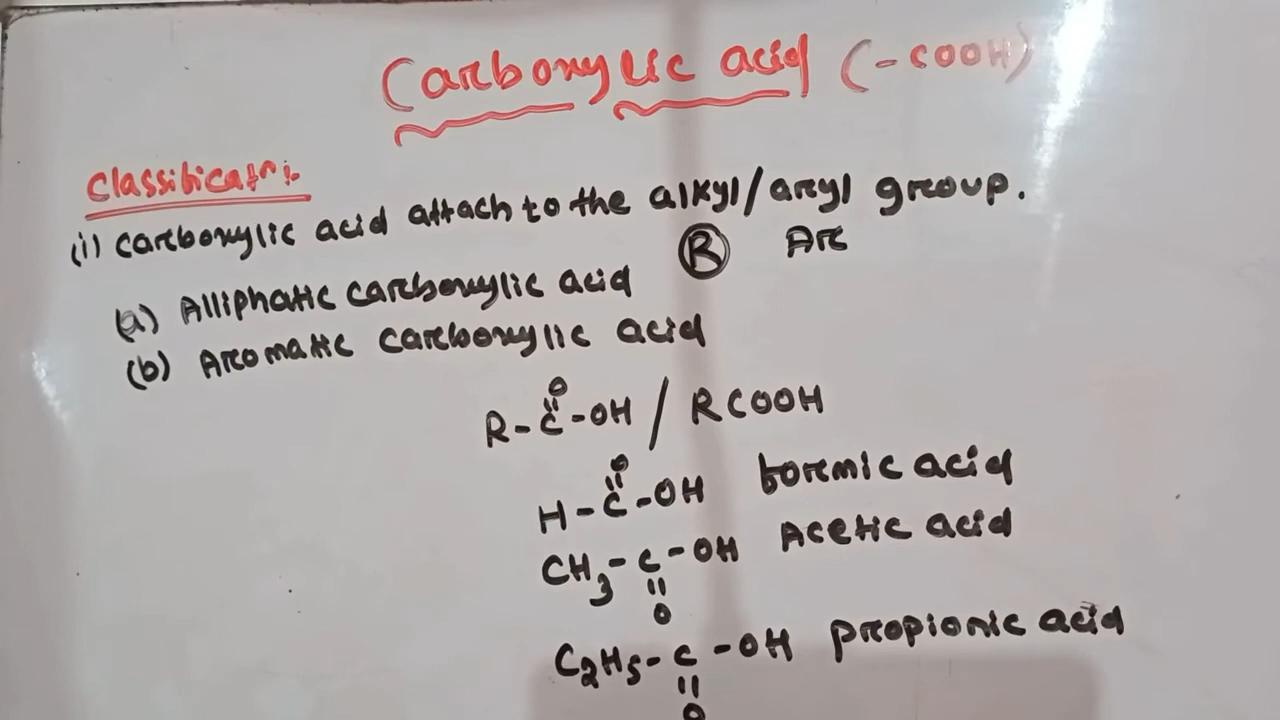 Carboxylic acid (-COOH)
Classificatn:-
(i) Carboxylic acid attach to the alkyl/aryl group.
R Ar
(a) Alliphatic carboxylic acid
(b) Aromatic carboxylic acid
O
R-C-OH / RCOOH
O
H-C-OH formic acid
CH3-C-OH Acetic acid
O
C2H5-C-OH propionic acid
O